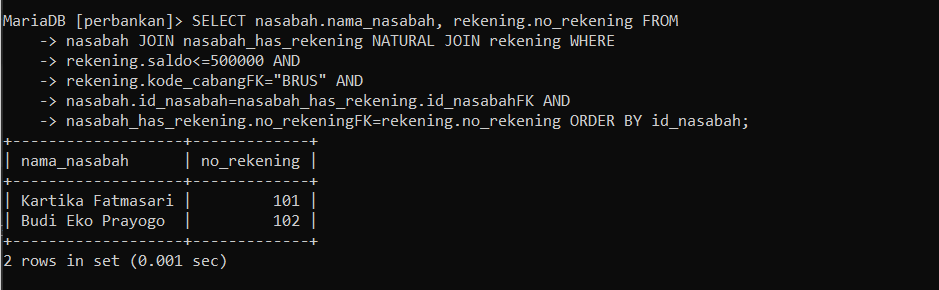 MariaDB [perbankan]> SELECT nasabah.nama_nasabah, rekening.no_rekening FROM
    -> nasabah JOIN nasabah_has_rekening NATURAL JOIN rekening WHERE
    -> rekening.saldo<=500000 AND
    -> rekening.kode_cabangFK="BRUS" AND
    -> nasabah.id_nasabah=nasabah_has_rekening.id_nasabahFK AND
    -> nasabah_has_rekening.no_rekeningFK=rekening.no_rekening ORDER BY id_nasabah;
+-------------------+-------------+
| nama_nasabah      | no_rekening |
+-------------------+-------------+
| Kartika Fatmasari |         101 |
| Budi Eko Prayogo  |         102 |
+-------------------+-------------+
2 rows in set (0.001 sec)